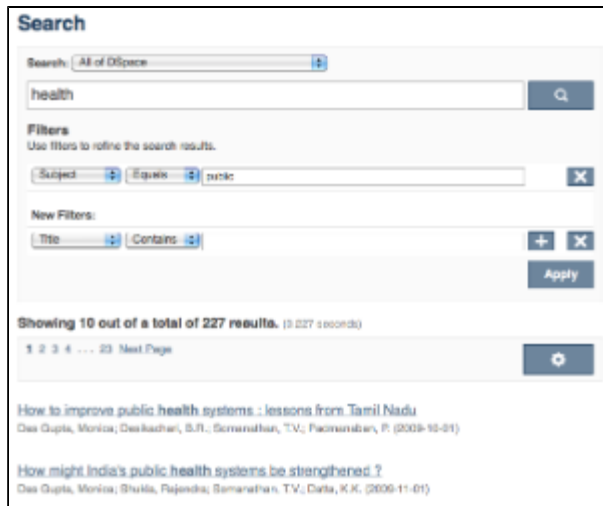 Search
Search: All of DSpace
health
Filters
Use filters to refine the search results.
Subject Equals public
New Filters:
Title Contains
Apply
Showing 10 out of a total of 227 results. (0.227 seconds)
1 2 3 4 ... 23 Next Page
How to improve public health systems : lessons from Tamil Nadu
Das Gupta, Monica; Desikachari, B.R.; Somanathan, T.V.; Padmanaban, P. (2009-10-01)
How might India's public health systems be strengthened ?
Das Gupta, Monica; Shukla, Rajendra; Somanathan, T.V.; Datta, K.K. (2009-11-01)